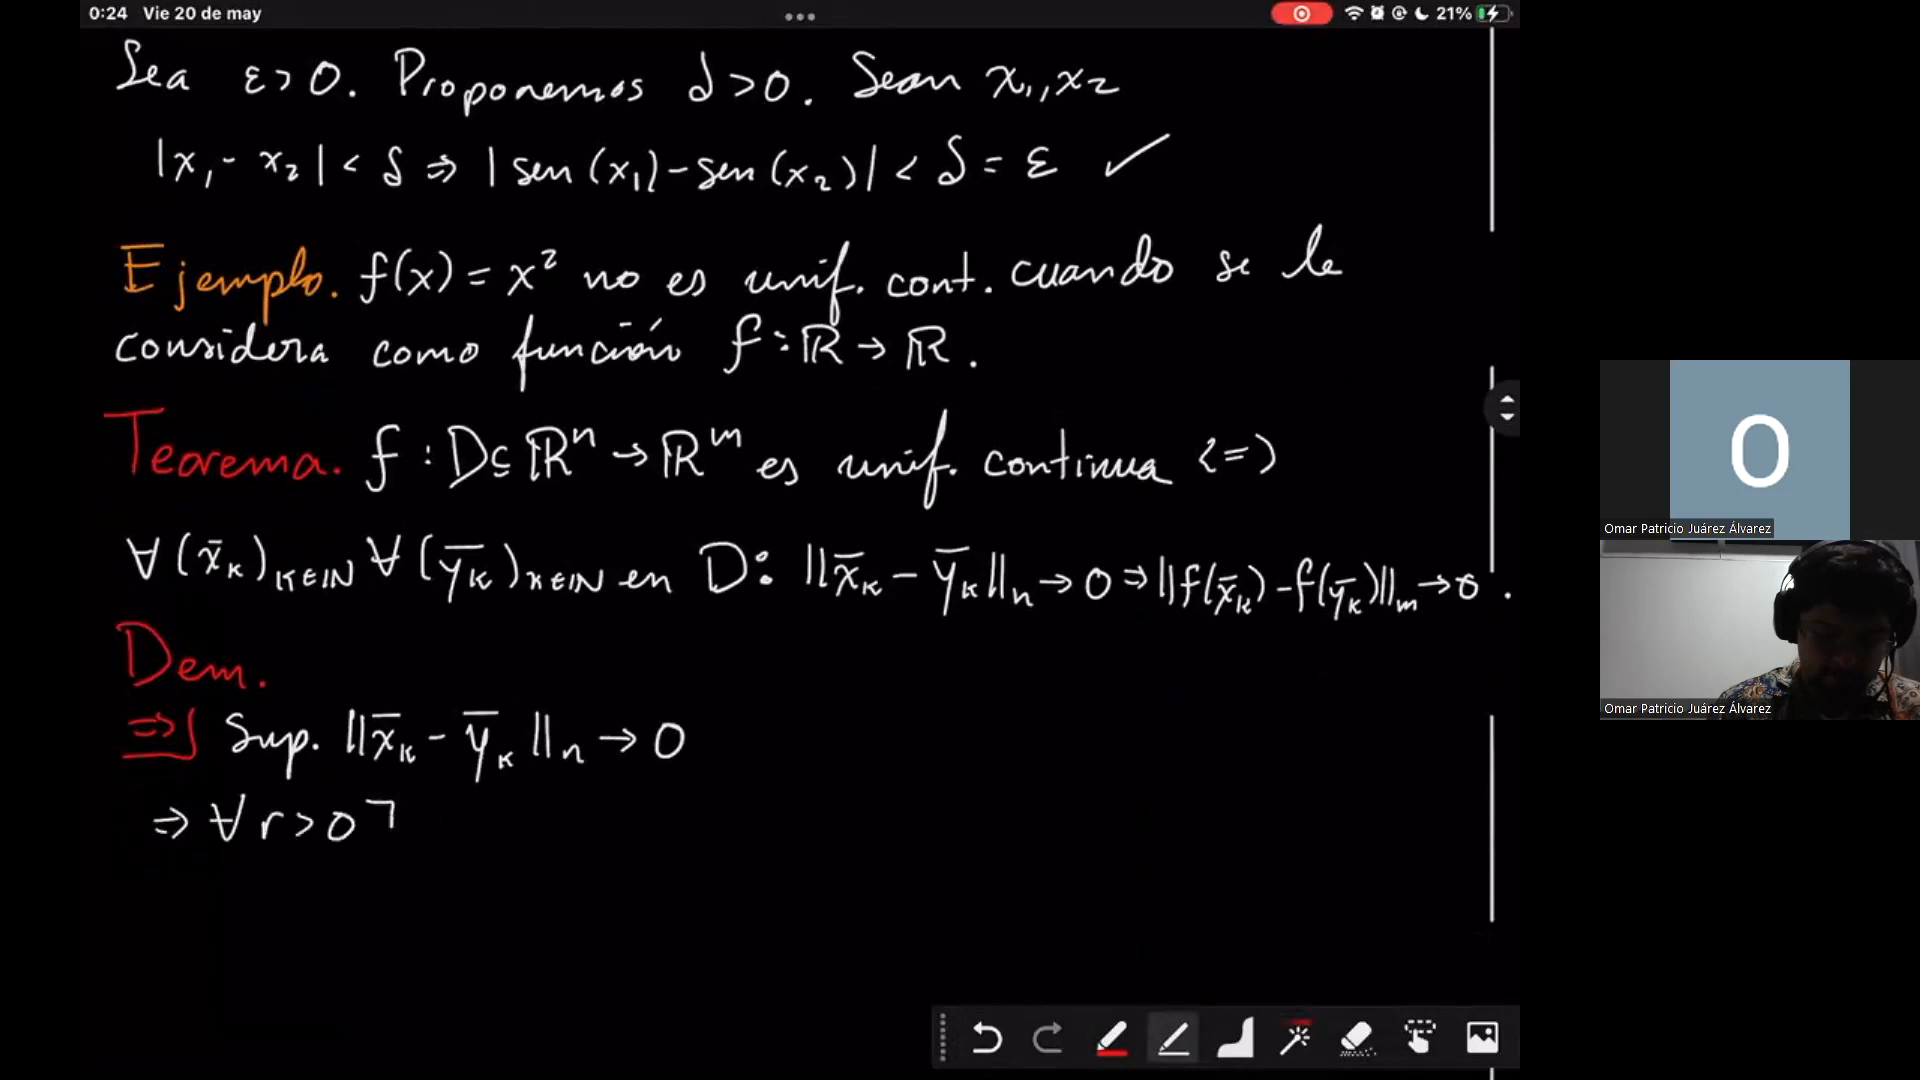 0:24 Vie 20 de may
21%
Sea ε>0. Proponemos δ>0. Sean x₁,x₂
|x₁-x₂|<δ ⇒ |sen(x₁)-sen(x₂)|<δ=ε ✓
Ejemplo. f(x)=x² no es unif. cont. cuando se le
considera como función f:ℝ→ℝ.
Teorema. f:D⊆ℝⁿ→ℝᵐ es unif. continua <=>
∀(x̄ₖ)ₖ∈ℕ ∀(ȳₖ)ₖ∈ℕ en D: ||x̄ₖ-ȳₖ||ₙ→0 ⇒ ||f(x̄ₖ)-f(ȳₖ)||ₘ→0.
Dem.
⇒] Sup. ||x̄ₖ-ȳₖ||ₙ→0
⇒ ∀r>0
O
Omar Patricio Juárez Álvarez
Omar Patricio Juárez Álvarez